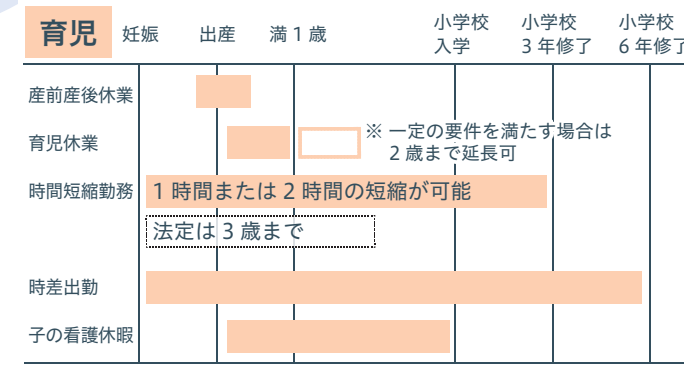 育児
妊娠
出産
満1歳
小学校
入学
小学校
3年修了
小学校
6年修了
産前産後休業
育児休業
※ 一定の要件を満たす場合は
2歳まで延長可
時間短縮勤務
1時間または2時間の短縮が可能
法定は3歳まで
時差出勤
子の看護休暇